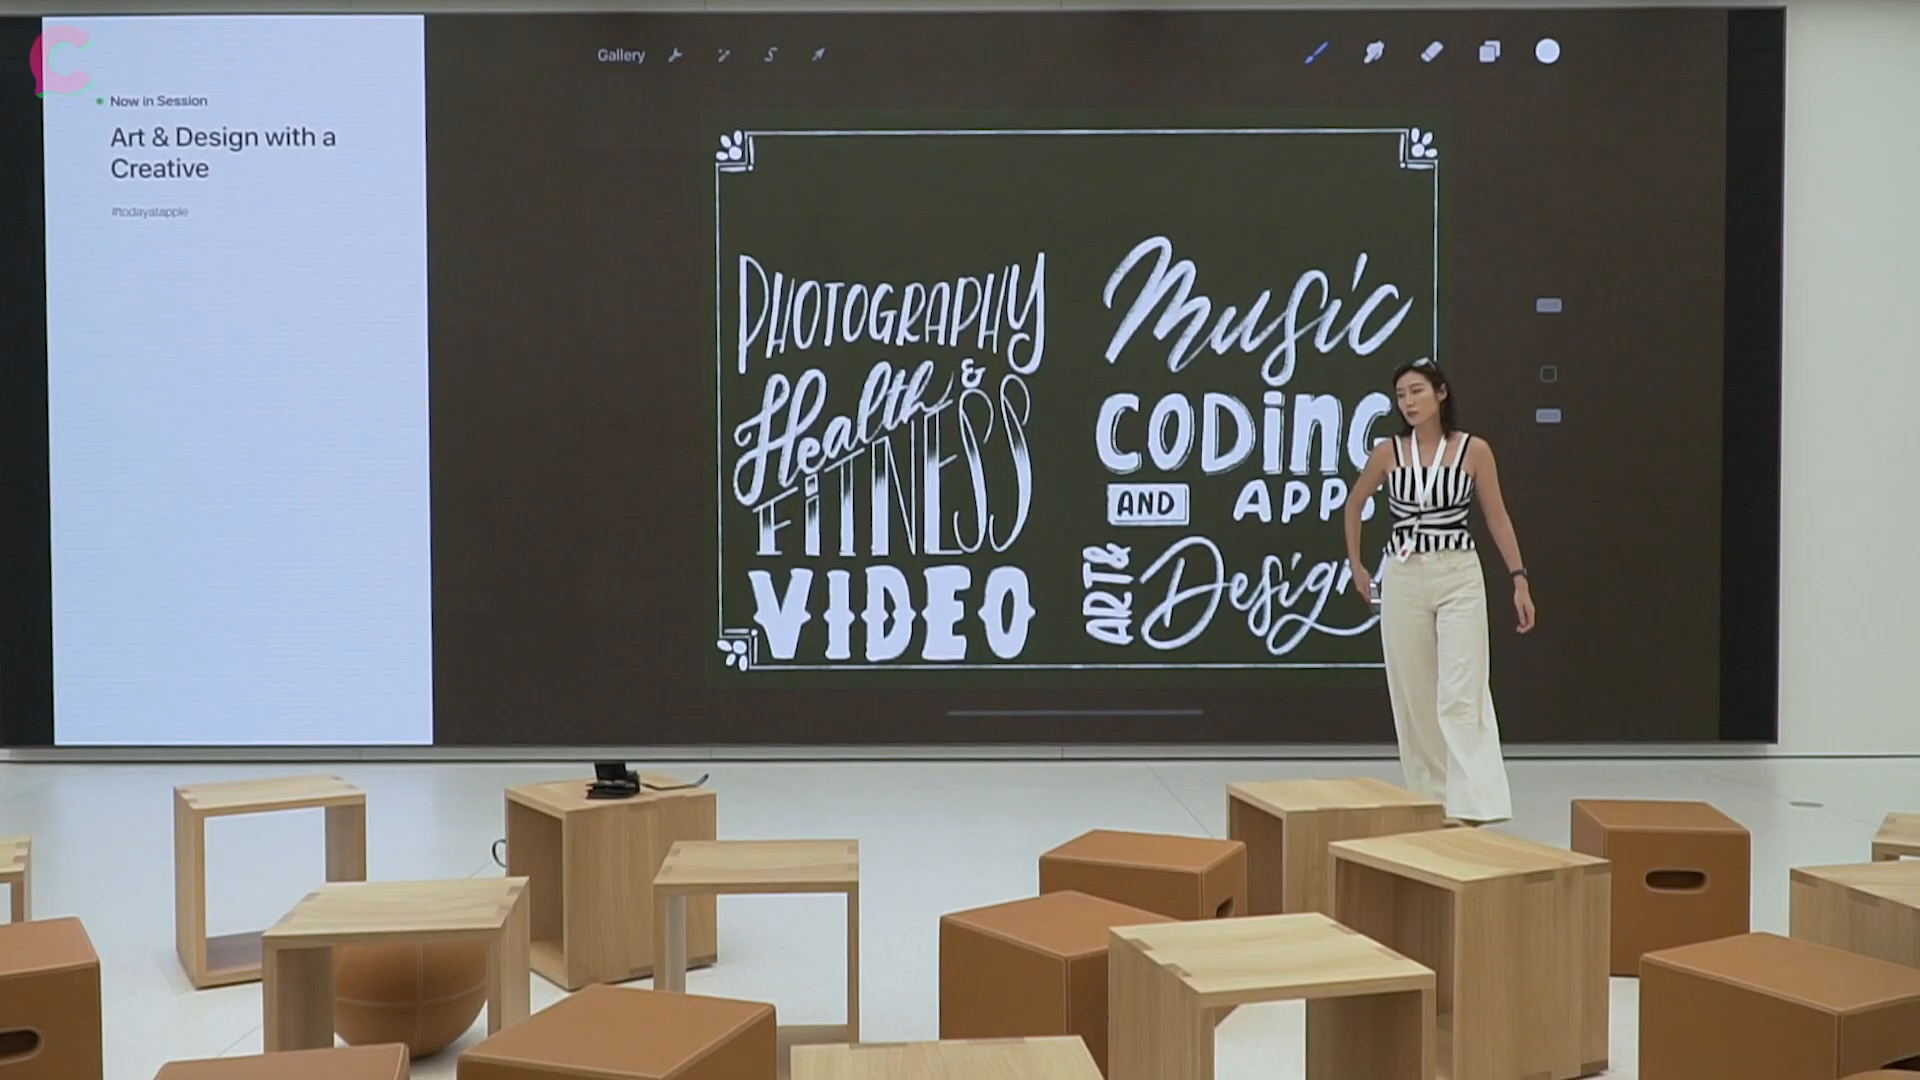 C
Now in Session
Art & Design with a
Creative
#todayatapple
Gallery
PHOTOGRAPHY
Health &
FITNESS
VIDEO
Music
CODING
AND APPS
ART& Design